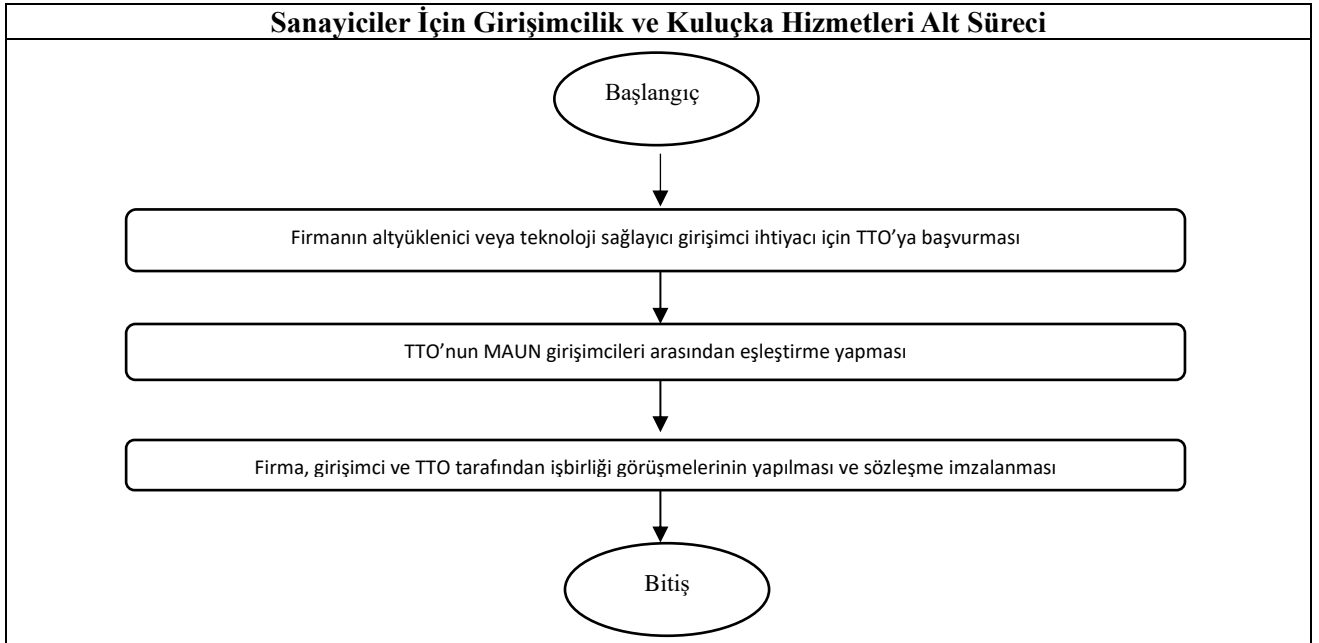 Sanayiciler İçin Girişimcilik ve Kuluçka Hizmetleri Alt Süreci
Başlangıç
Firmanın altyüklenici veya teknoloji sağlayıcı girişimci ihtiyacı için TTO’ya başvurması
TTO’nun MAUN girişimcileri arasından eşleştirme yapması
Firma, girişimci ve TTO tarafından işbirliği görüşmelerinin yapılması ve sözleşme imzalanması
Bitiş